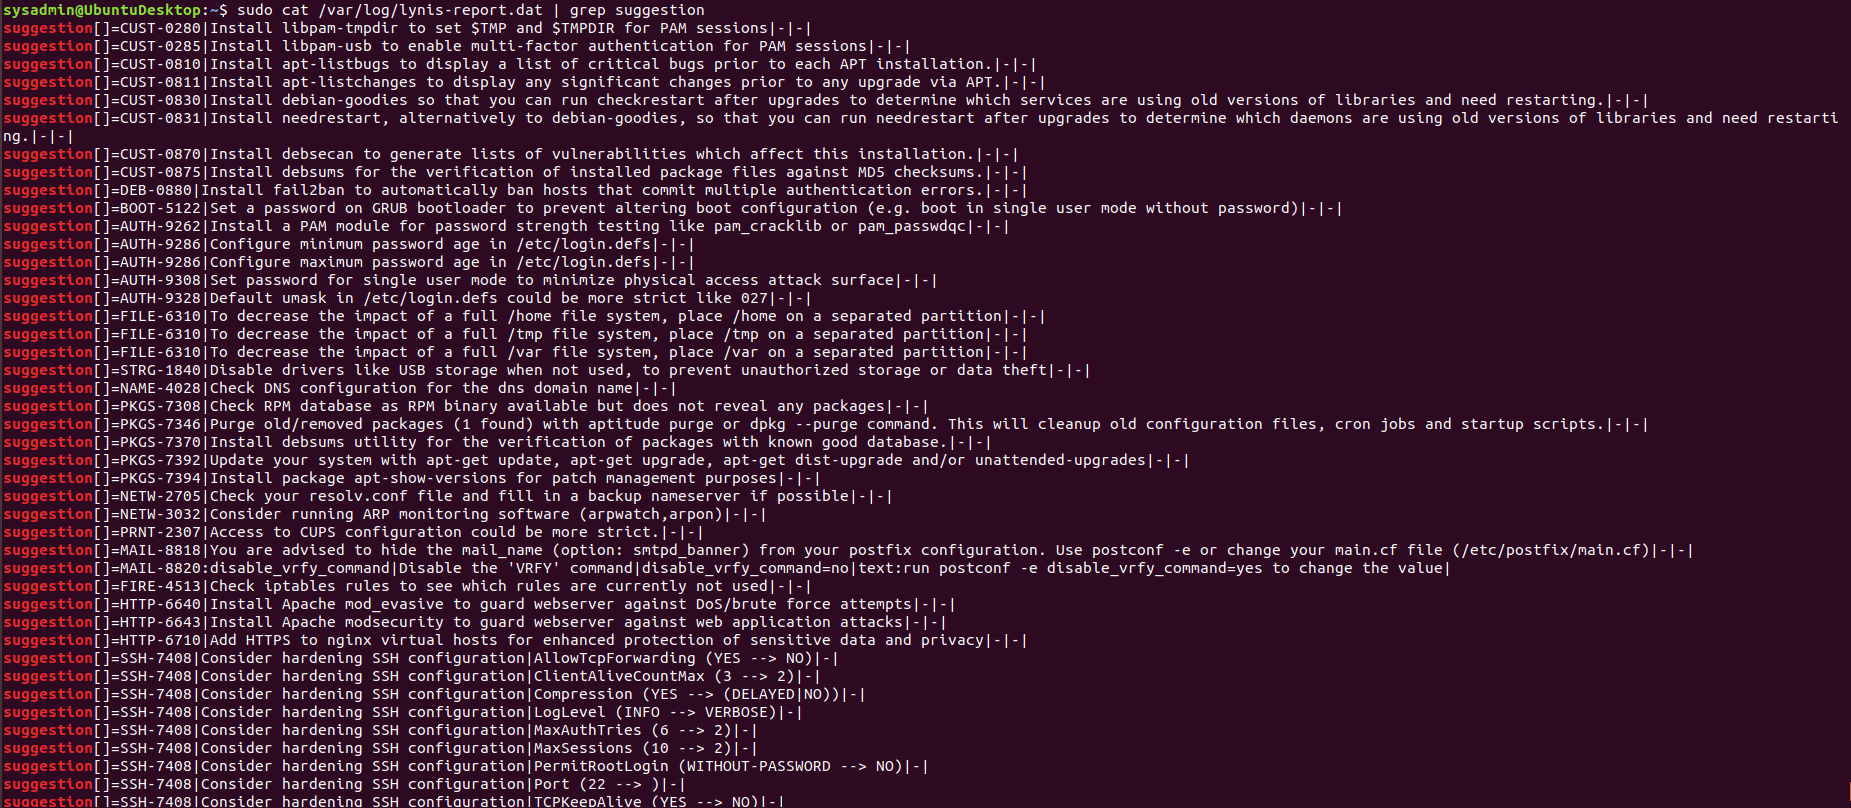 sysadmin@UbuntuDesktop:~$ sudo cat /var/log/lynis-report.dat | grep suggestion
suggestion[]=CUST-0280|Install libpam-tmpdir to set $TMP and $TMPDIR for PAM sessions|-|-|
suggestion[]=CUST-0285|Install libpam-usb to enable multi-factor authentication for PAM sessions|-|-|
suggestion[]=CUST-0810|Install apt-listbugs to display a list of critical bugs prior to each APT installation.|-|-|
suggestion[]=CUST-0811|Install apt-listchanges to display any significant changes prior to any upgrade via APT.|-|-|
suggestion[]=CUST-0830|Install debian-goodies so that you can run checkrestart after upgrades to determine which services are using old versions of libraries and need restarting.|-|-|
suggestion[]=CUST-0831|Install needrestart, alternatively to debian-goodies, so that you can run needrestart after upgrades to determine which daemons are using old versions of libraries and need restarti
ng.|-|-|
suggestion[]=CUST-0870|Install debsecan to generate lists of vulnerabilities which affect this installation.|-|-|
suggestion[]=CUST-0875|Install debsums for the verification of installed package files against MD5 checksums.|-|-|
suggestion[]=DEB-0880|Install fail2ban to automatically ban hosts that commit multiple authentication errors.|-|-|
suggestion[]=BOOT-5122|Set a password on GRUB bootloader to prevent altering boot configuration (e.g. boot in single user mode without password)|-|-|
suggestion[]=AUTH-9262|Install a PAM module for password strength testing like pam_cracklib or pam_passwdqc|-|-|
suggestion[]=AUTH-9286|Configure minimum password age in /etc/login.defs|-|-|
suggestion[]=AUTH-9286|Configure maximum password age in /etc/login.defs|-|-|
suggestion[]=AUTH-9308|Set password for single user mode to minimize physical access attack surface|-|-|
suggestion[]=AUTH-9328|Default umask in /etc/login.defs could be more strict like 027|-|-|
suggestion[]=FILE-6310|To decrease the impact of a full /home file system, place /home on a separated partition|-|-|
suggestion[]=FILE-6310|To decrease the impact of a full /tmp file system, place /tmp on a separated partition|-|-|
suggestion[]=FILE-6310|To decrease the impact of a full /var file system, place /var on a separated partition|-|-|
suggestion[]=STRG-1840|Disable drivers like USB storage when not used, to prevent unauthorized storage or data theft|-|-|
suggestion[]=NAME-4028|Check DNS configuration for the dns domain name|-|-|
suggestion[]=PKGS-7308|Check RPM database as RPM binary available but does not reveal any packages|-|-|
suggestion[]=PKGS-7346|Purge old/removed packages (1 found) with aptitude purge or dpkg --purge command. This will cleanup old configuration files, cron jobs and startup scripts.|-|-|
suggestion[]=PKGS-7370|Install debsums utility for the verification of packages with known good database.|-|-|
suggestion[]=PKGS-7392|Update your system with apt-get update, apt-get upgrade, apt-get dist-upgrade and/or unattended-upgrades|-|-|
suggestion[]=PKGS-7394|Install package apt-show-versions for patch management purposes|-|-|
suggestion[]=NETW-2705|Check your resolv.conf file and fill in a backup nameserver if possible|-|-|
suggestion[]=NETW-3032|Consider running ARP monitoring software (arpwatch,arpon)|-|-|
suggestion[]=PRNT-2307|Access to CUPS configuration could be more strict.|-|-|
suggestion[]=MAIL-8818|You are advised to hide the mail_name (option: smtpd_banner) from your postfix configuration. Use postconf -e or change your main.cf file (/etc/postfix/main.cf)|-|-|
suggestion[]=MAIL-8820:disable_vrfy_command|Disable the 'VRFY' command|disable_vrfy_command=no|text:run postconf -e disable_vrfy_command=yes to change the value|
suggestion[]=FIRE-4513|Check iptables rules to see which rules are currently not used|-|-|
suggestion[]=HTTP-6640|Install Apache mod_evasive to guard webserver against DoS/brute force attempts|-|-|
suggestion[]=HTTP-6643|Install Apache modsecurity to guard webserver against web application attacks|-|-|
suggestion[]=HTTP-6710|Add HTTPS to nginx virtual hosts for enhanced protection of sensitive data and privacy|-|-|
suggestion[]=SSH-7408|Consider hardening SSH configuration|AllowTcpForwarding (YES --> NO)|-|
suggestion[]=SSH-7408|Consider hardening SSH configuration|ClientAliveCountMax (3 --> 2)|-|
suggestion[]=SSH-7408|Consider hardening SSH configuration|Compression (YES --> (DELAYED|NO))|-|
suggestion[]=SSH-7408|Consider hardening SSH configuration|LogLevel (INFO --> VERBOSE)|-|
suggestion[]=SSH-7408|Consider hardening SSH configuration|MaxAuthTries (6 --> 2)|-|
suggestion[]=SSH-7408|Consider hardening SSH configuration|MaxSessions (10 --> 2)|-|
suggestion[]=SSH-7408|Consider hardening SSH configuration|PermitRootLogin (WITHOUT-PASSWORD --> NO)|-|
suggestion[]=SSH-7408|Consider hardening SSH configuration|Port (22 --> )|-|
suggestion[]=SSH-7408|Consider hardening SSH configuration|TCPKeepAlive (YES --> NO)|-|